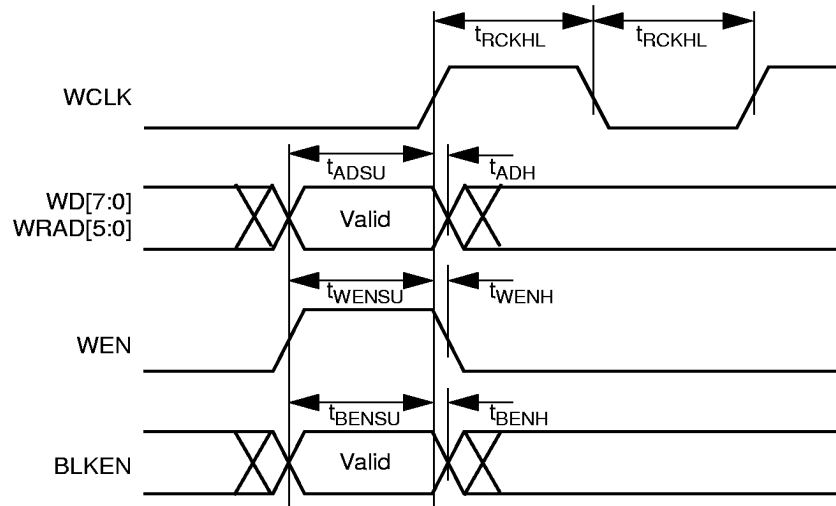 tRCKHL tRCKHL
WCLK
tADSU tADH
WD[7:0]
WRAD[5:0]
Valid
tWENSU tWENH
WEN
tBENSU tBENH
BLKEN
Valid